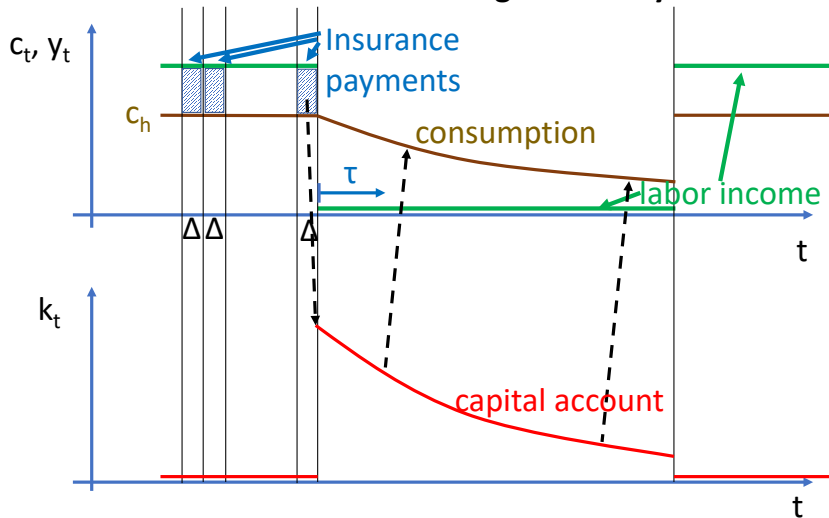 c_t, y_t
Insurance
payments
c_h
consumption
τ
labor income
Δ Δ Δ
t
k_t
capital account
t